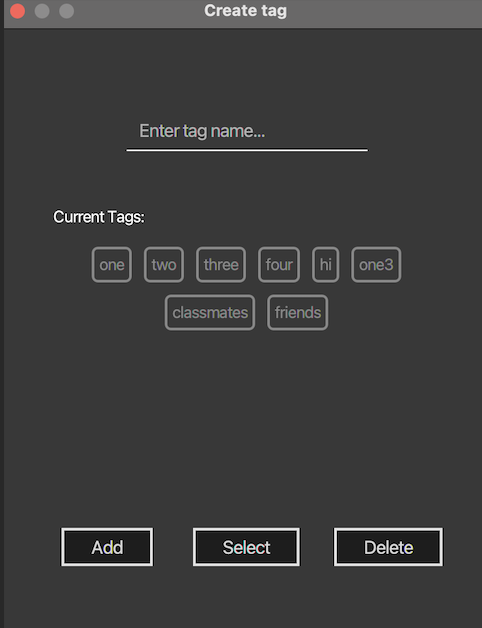 Create tag
Enter tag name...
Current Tags:
one two three four hi one3
classmates friends
Add Select Delete